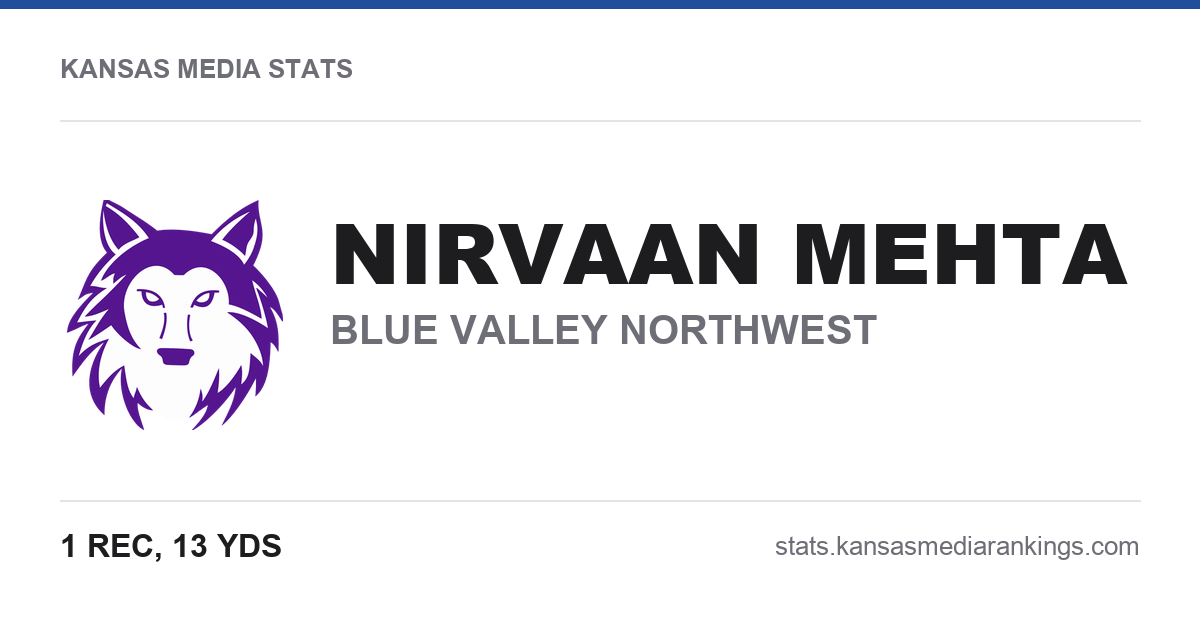 KANSAS MEDIA STATS
NIRVAAN MEHTA
BLUE VALLEY NORTHWEST
1 REC, 13 YDS
stats.kansasmediarankings.com